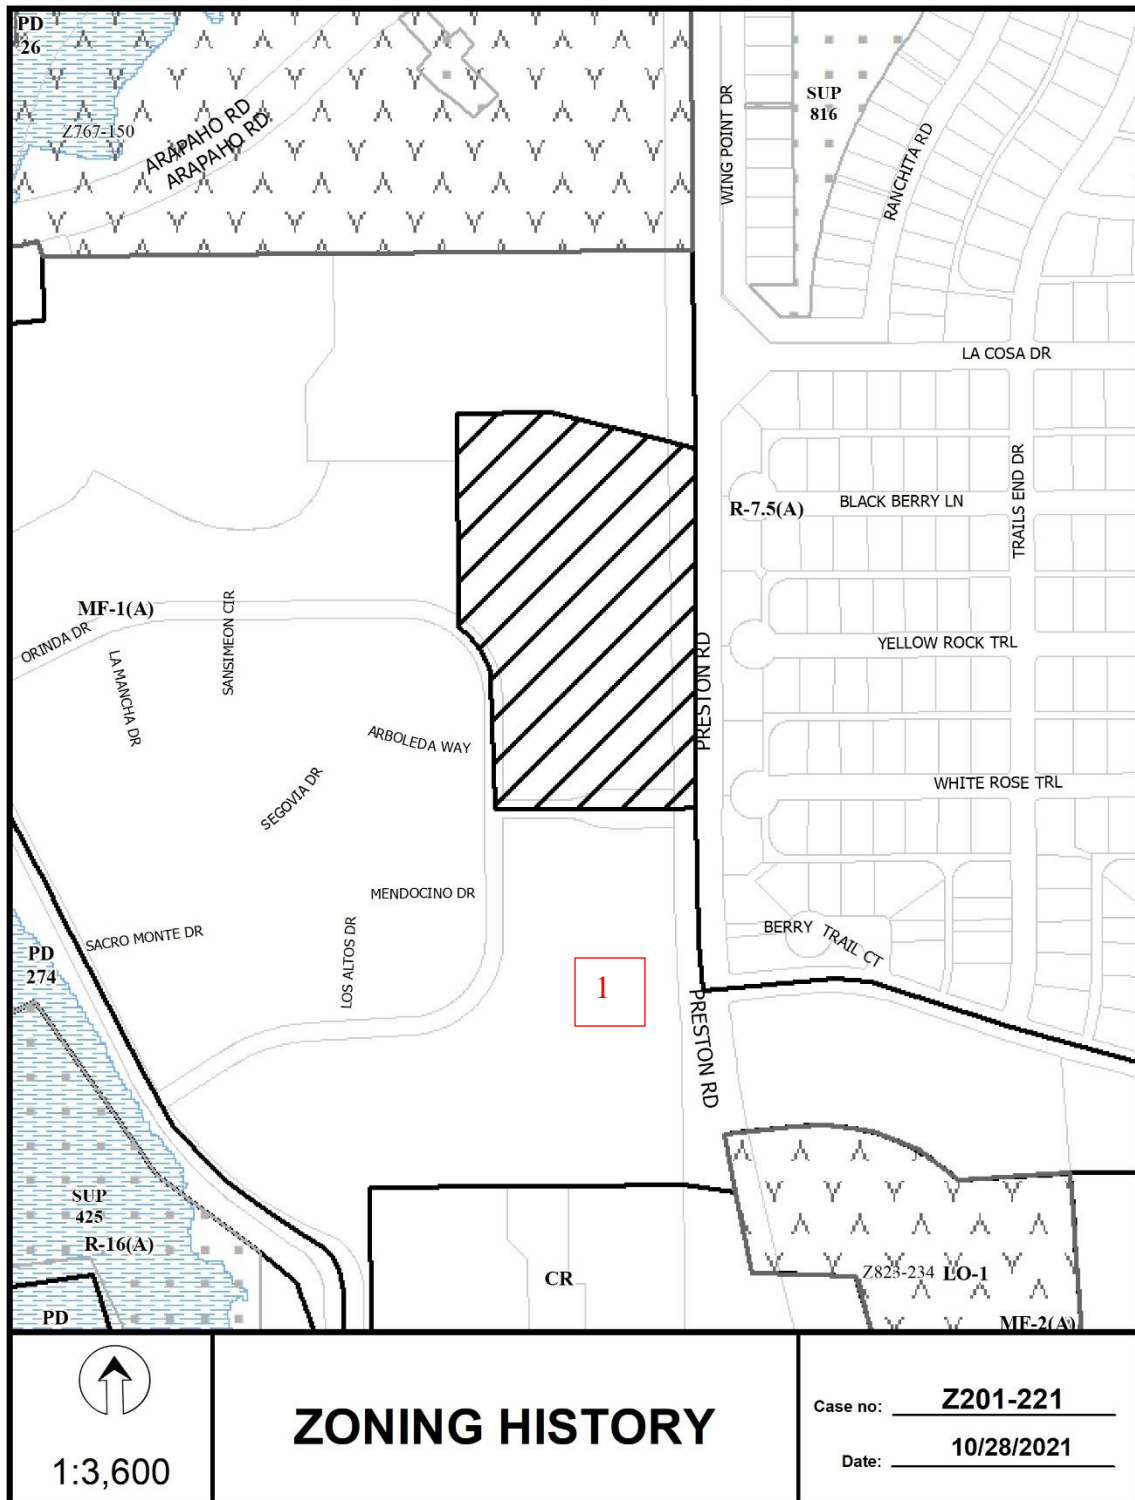 PD
26
Z767-150
ARAPAHO RD
ARAPAHO RD
WING POINT DR
SUP
816
RANCHITA RD
LA COSA DR
TRAILS END DR
R-7.5(A)
BLACK BERRY LN
MF-1(A)
ORINDA DR
LA MANCHA DR
SANSIMEON CIR
ARBOLEDA WAY
SEGOVIA DR
PRESTON RD
YELLOW ROCK TRL
WHITE ROSE TRL
MENDOCINO DR
SACRO MONTE DR
LOS ALTOS DR
BERRY TRAIL CT
PD
274
1
PRESTON RD
SUP
425
R-16(A)
PD
CR
Z823-234
LO-1
MF-2(A)
1:3,600
ZONING HISTORY
Case no: Z201-221
Date: 10/28/2021